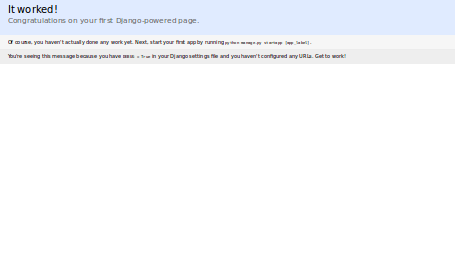 It worked!
Congratulations on your first Django-powered page.
Of course, you haven't actually done any work yet. Next, start your first app by running python manage.py startapp [app_label].
You're seeing this message because you have DEBUG = True in your Django settings file and you haven't configured any URLs. Get to work!